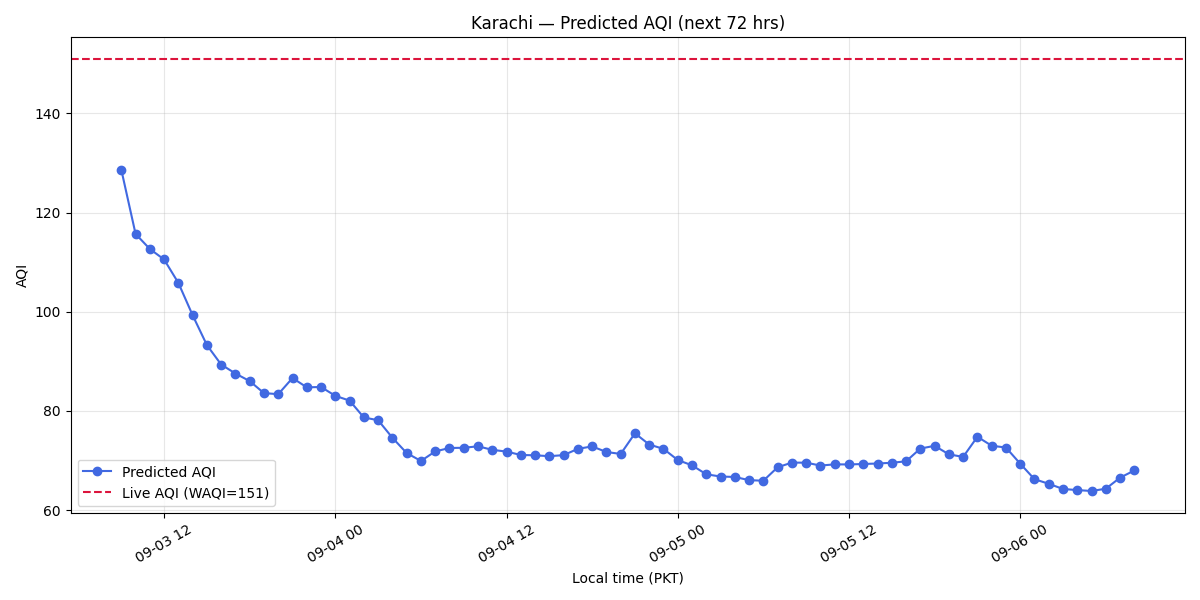 Karachi — Predicted AQI (next 72 hrs)
AQI
140
120
100
80
60
Predicted AQI
Live AQI (WAQI=151)
09-03 12
09-04 00
09-04 12
09-05 00
09-05 12
09-06 00
Local time (PKT)